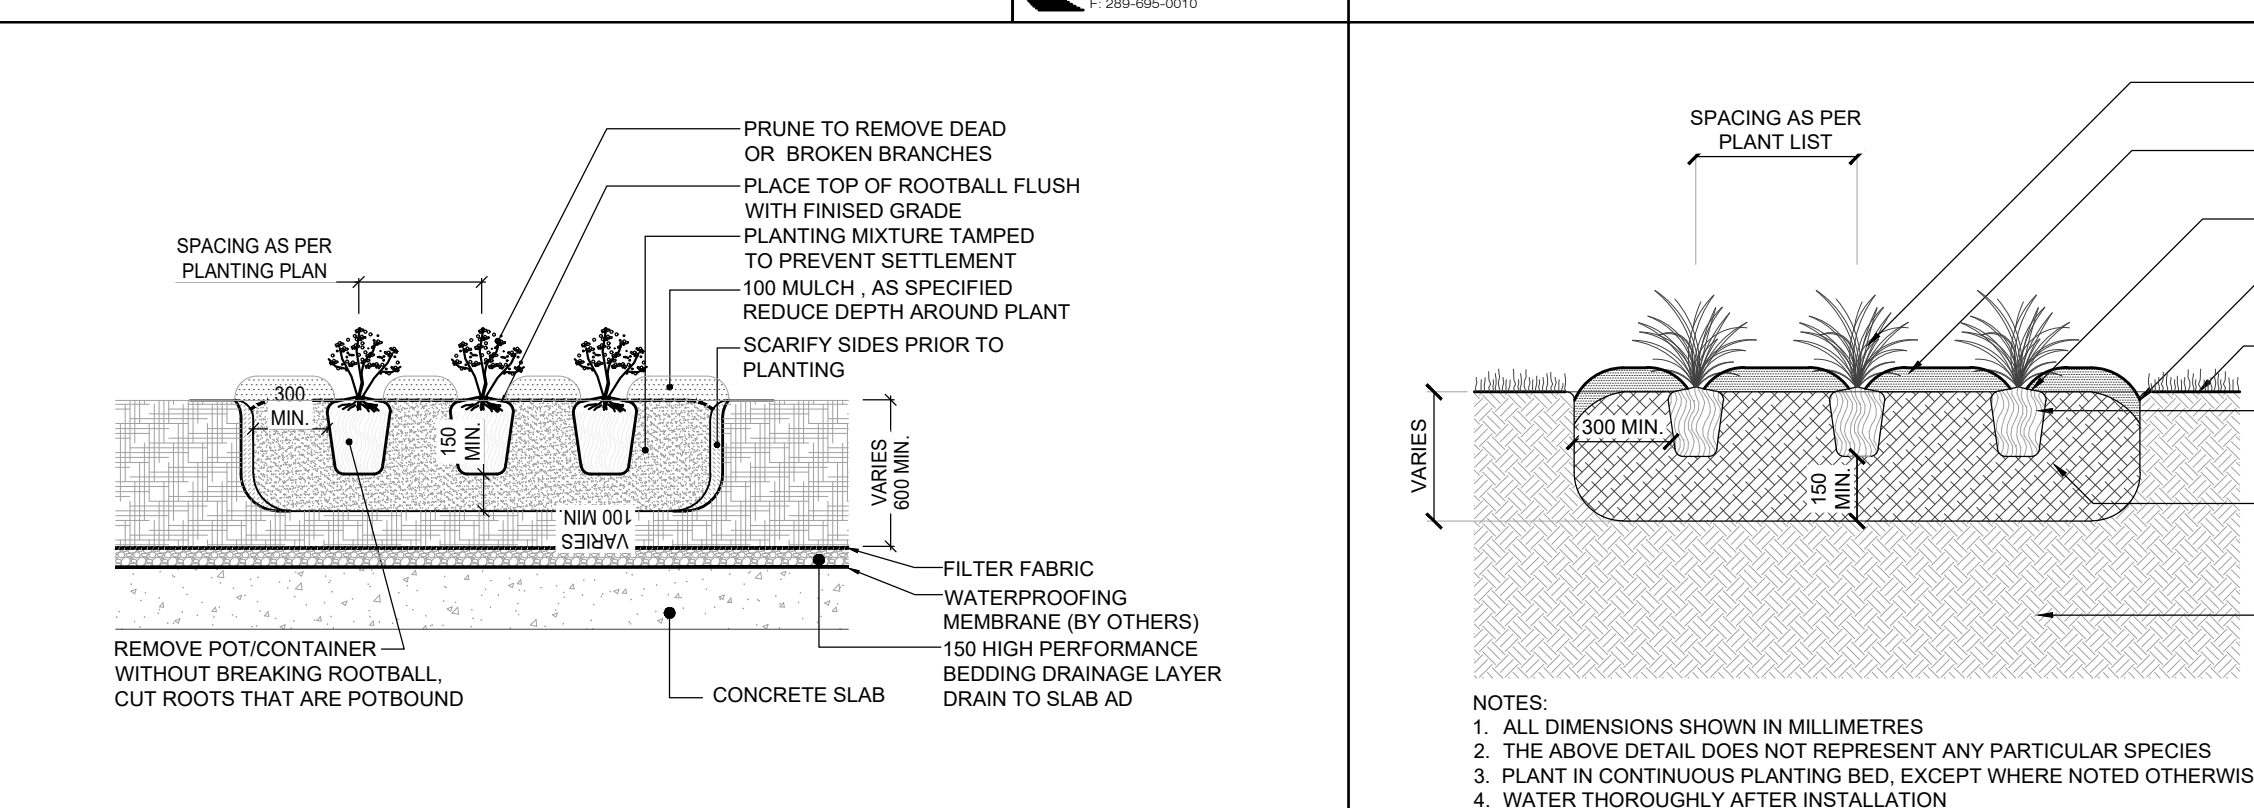 F: 289-695-0010
PRUNE TO REMOVE DEAD
OR BROKEN BRANCHES
PLACE TOP OF ROOTBALL FLUSH
WITH FINISED GRADE
PLANTING MIXTURE TAMPED
TO PREVENT SETTLEMENT
100 MULCH , AS SPECIFIED
REDUCE DEPTH AROUND PLANT
SCARIFY SIDES PRIOR TO
PLANTING
SPACING AS PER
PLANTING PLAN
300
MIN.
150
MIN.
VARIES
600 MIN.
VARIES
100 MIN.
FILTER FABRIC
WATERPROOFING
MEMBRANE (BY OTHERS)
150 HIGH PERFORMANCE
BEDDING DRAINAGE LAYER
DRAIN TO SLAB AD
CONCRETE SLAB
REMOVE POT/CONTAINER
WITHOUT BREAKING ROOTBALL,
CUT ROOTS THAT ARE POTBOUND
SPACING AS PER
PLANT LIST
VARIES
300 MIN.
150
MIN.
NOTES:
1. ALL DIMENSIONS SHOWN IN MILLIMETRES
2. THE ABOVE DETAIL DOES NOT REPRESENT ANY PARTICULAR SPECIES
3. PLANT IN CONTINUOUS PLANTING BED, EXCEPT WHERE NOTED OTHERWIS
4. WATER THOROUGHLY AFTER INSTALLATION